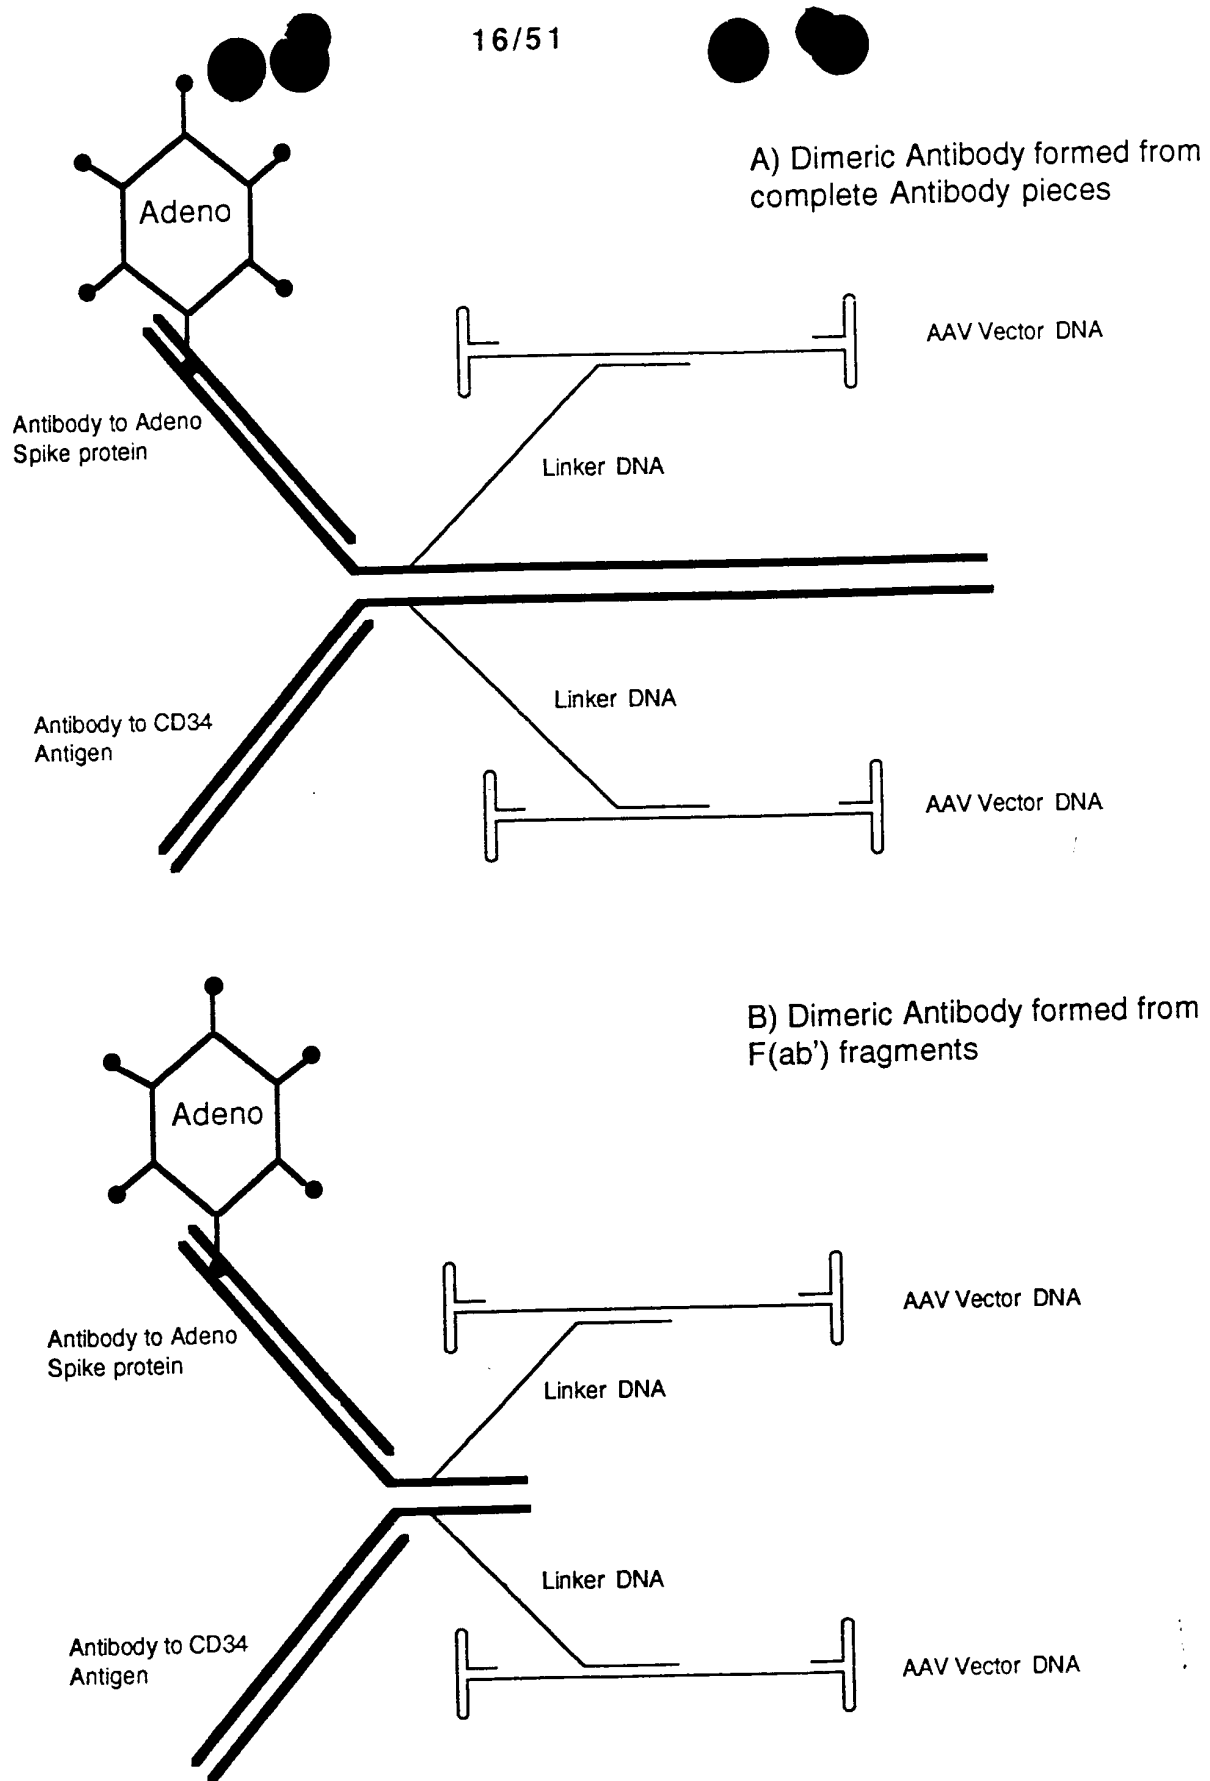 16/51
A) Dimeric Antibody formed from
complete Antibody pieces
Adeno
AAV Vector DNA
Antibody to Adeno
Spike protein
Linker DNA
Linker DNA
Antibody to CD34
Antigen
AAV Vector DNA
B) Dimeric Antibody formed from
F(ab') fragments
Adeno
AAV Vector DNA
Antibody to Adeno
Spike protein
Linker DNA
Linker DNA
Antibody to CD34
Antigen
AAV Vector DNA